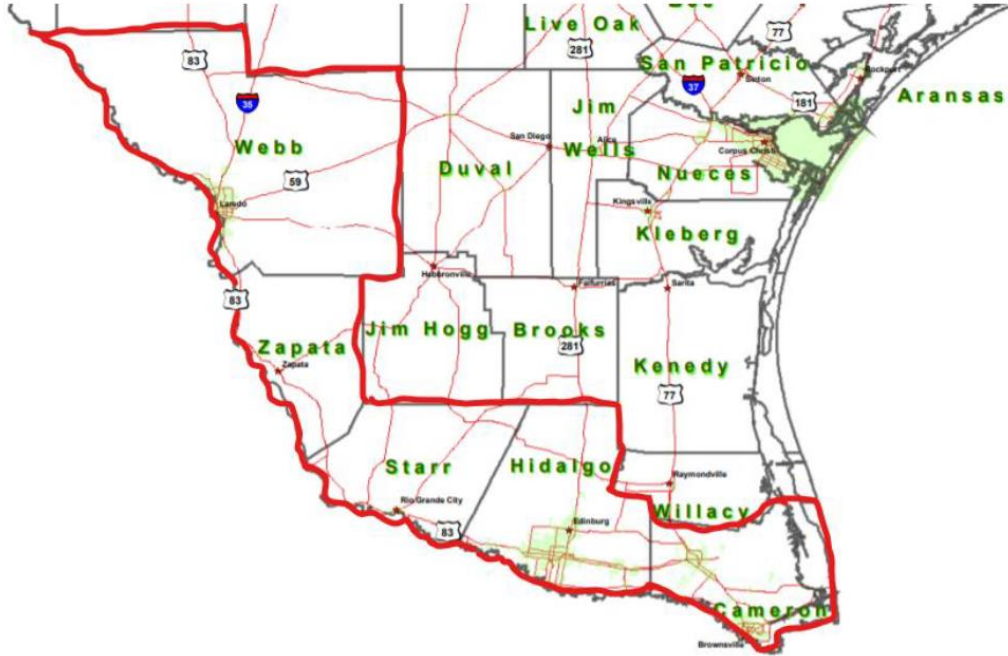 Bee
Live Oak
77
83
281
San Patricio
Rockport
Sinton
37
35
181
Aransas
Jim
Wells
San Diego
Alice
Corpus Christi
Webb
Duval
Nueces
59
Laredo
Kingsville
Kleberg
Hebbronville
Falfurrias
Sarita
83
Jim Hogg
Brooks
Zapata
281
Kenedy
Zapata
77
Starr
Hidalgo
Raymondville
Rio Grande City
Willacy
Edinburg
83
Cameron
Brownsville